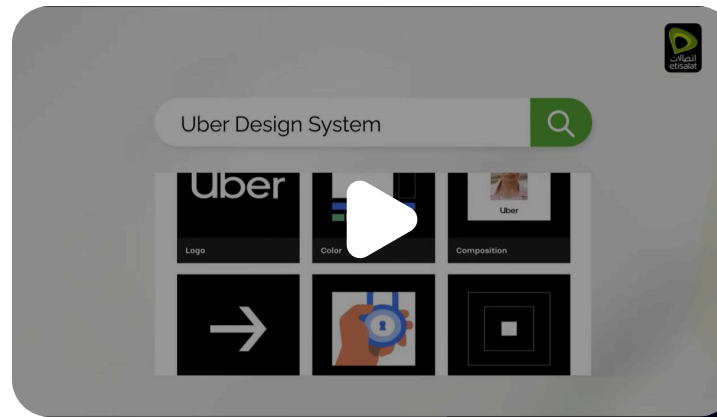 اتصالات
etisalat
Uber Design System
Uber
Uber
Logo
Color
Composition